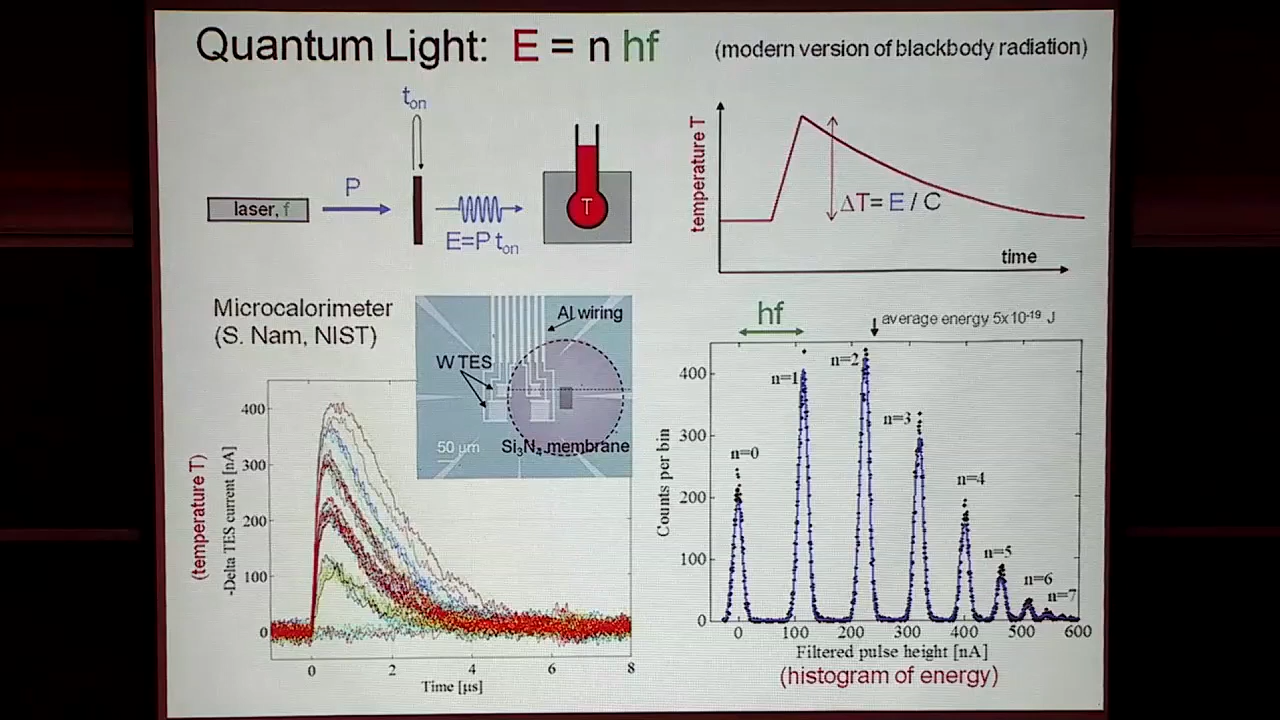 Quantum Light: E = n hf
(modern version of blackbody radiation)
t_on
laser, f
P
E=P t_on
T
temperature T
ΔT= E / C
time
Microcalorimeter
(S. Nam, NIST)
Al wiring
W TES
50 μm
Si₃N₄ membrane
(temperature T)
-Delta TES current [nA]
400
300
200
100
0
0
2
4
6
8
Time [μs]
hf
average energy 5x10⁻¹⁹ J
Counts per bin
400
300
200
100
0
n=0
n=1
n=2
n=3
n=4
n=5
n=6
n=7
0
100
200
300
400
500
600
Filtered pulse height [nA]
(histogram of energy)